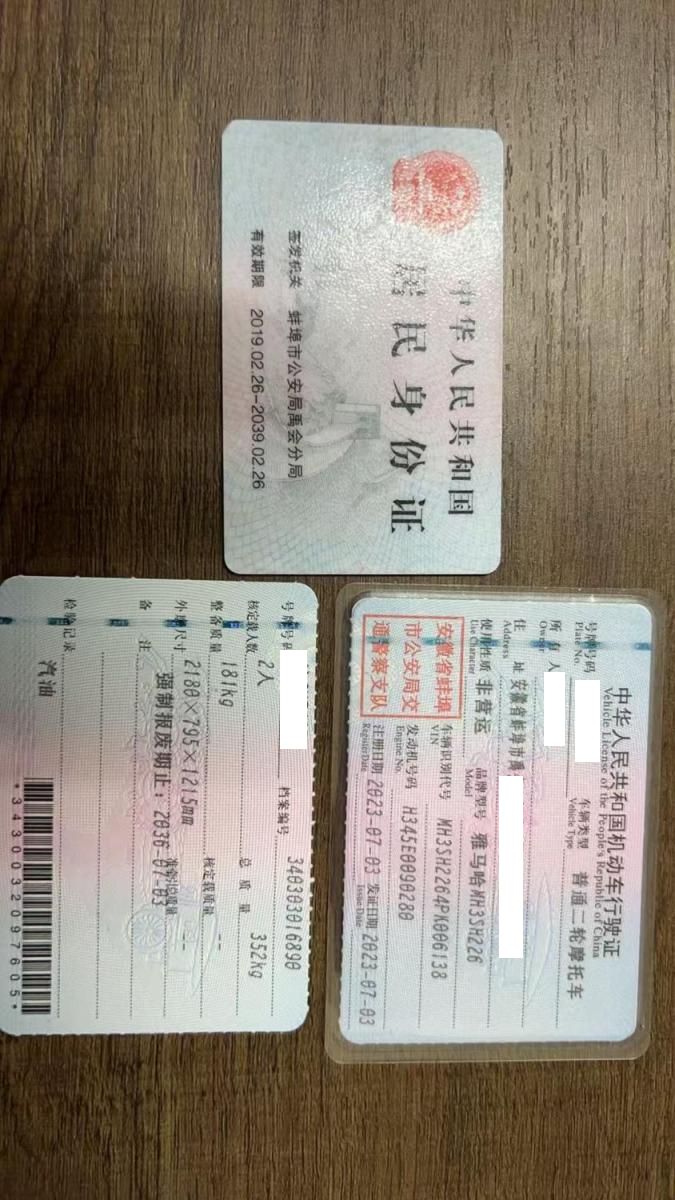 中华人民共和国
居民身份证
签发机关 蚌埠市公安局禹会分局
有效期限 2019.02.26-2039.02.26
中华人民共和国机动车行驶证
Vehicle License of the People's Republic of China
号牌号码 车辆类型 普通二轮摩托车
Plate No. Vehicle Type
所有人
Owner
住址 安徽省蚌埠市禹
Address
使用性质 非营运 品牌型号 雅马哈MH3SH226
Use Character Model
安徽省蚌埠
市公安局交
通警察支队
车辆识别代号 MH3SH2264PK006138
VIN
发动机号码 H345E0090280
Engine No.
注册日期 2023-07-03 发证日期 2023-07-03
Register Date Issue Date
号牌号码 档案编号 340303016890
核定载人数 2人 总质量 352kg
整备质量 181kg 核定载质量 --
外廓尺寸 2180×795×1215mm 准牵引总质量 --
备注 强制报废期止：2036-07-03
检验记录 汽油
*3430032097605*